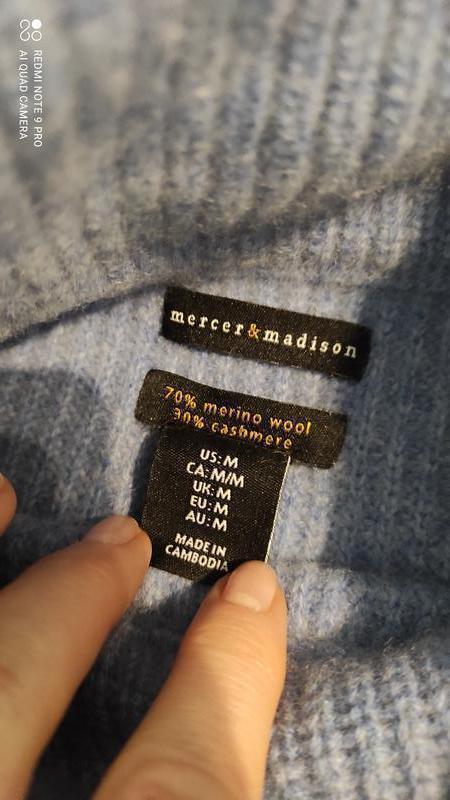 REDMI NOTE 9 PRO
AI QUAD CAMERA
mercer&madison
70% merino wool
30% cashmere
US: M
CA: M/M
UK: M
EU: M
AU: M
MADE IN
CAMBODIA